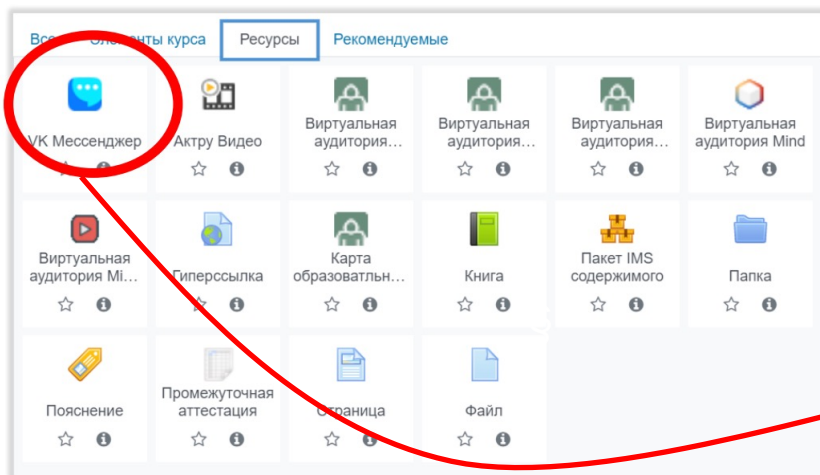 Все Элементы курса Ресурсы Рекомендуемые
VK Мессенджер
Актру Видео
Виртуальная
аудитория...
Виртуальная
аудитория...
Виртуальная
аудитория...
Виртуальная
аудитория Mind
Виртуальная
аудитория Mi...
Гиперссылка
Карта
образоватльн...
Книга
Пакет IMS
содержимого
Папка
Пояснение
Промежуточная
аттестация
Страница
Файл